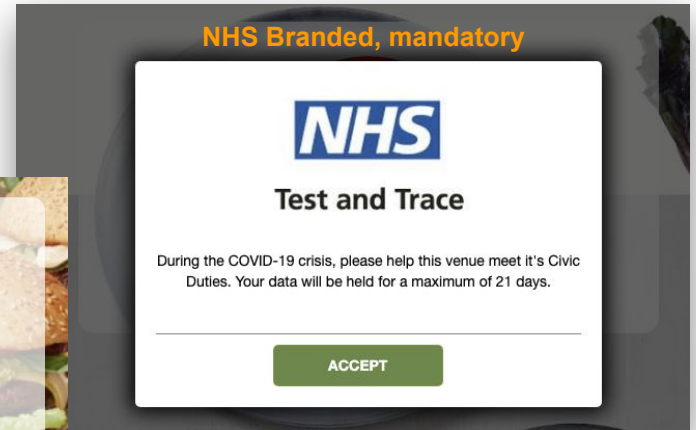 NHS Branded, mandatory
NHS
Test and Trace
During the COVID-19 crisis, please help this venue meet it's Civic
Duties. Your data will be held for a maximum of 21 days.
ACCEPT